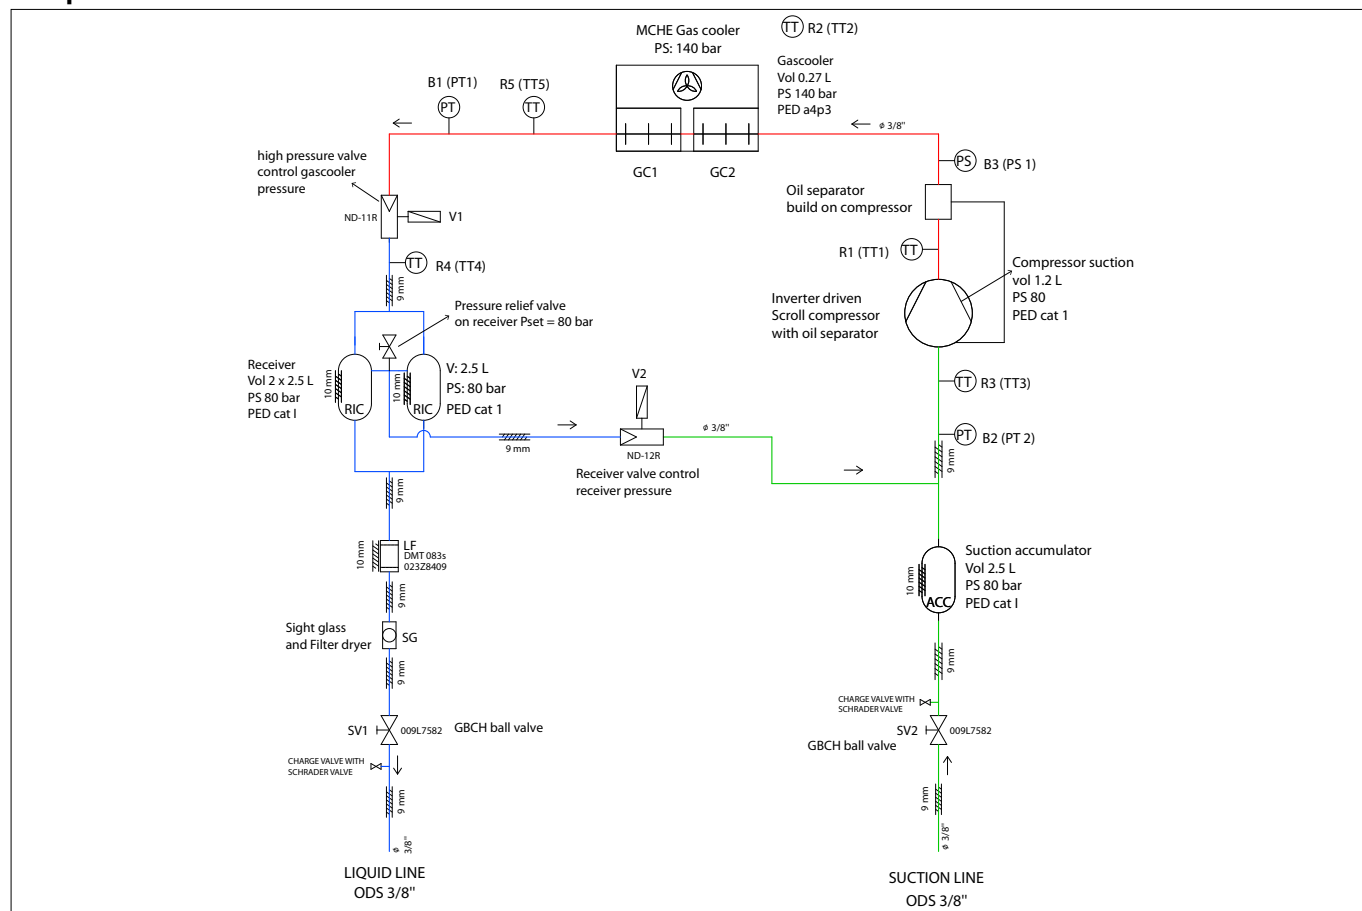 MCHE Gas cooler
PS: 140 bar
TT R2 (TT2)
Gascooler
Vol 0.27 L
PS 140 bar
PED a4p3
B1 (PT1)
R5 (TT5)
PT
TT
ø 3/8"
GC1
GC2
high pressure valve
control gascooler
pressure
ND-11R
V1
PS B3 (PS 1)
Oil separator
build on compressor
R1 (TT1) TT
TT R4 (TT4)
9 mm
Compressor suction
vol 1.2 L
PS 80
PED cat 1
Inverter driven
Scroll compressor
with oil separator
Pressure relief valve
on receiver Pset = 80 bar
Receiver
Vol 2 x 2.5 L
PS 80 bar
PED cat I
10 mm
RIC
10 mm
RIC
V: 2.5 L
PS: 80 bar
PED cat 1
V2
TT R3 (TT3)
ø 3/8"
PT B2 (PT 2)
9 mm
ND-12R
9 mm
Receiver valve control
receiver pressure
9 mm
10 mm
LF
DMT 083s
023Z8409
9 mm
Suction accumulator
Vol 2.5 L
PS 80 bar
PED cat I
10 mm
ACC
Sight glass
and Filter dryer
SG
9 mm
9 mm
CHARGE VALVE WITH
SCHRADER VALVE
SV1
009L7582
GBCH ball valve
SV2
009L7582
GBCH ball valve
CHARGE VALVE WITH
SCHRADER VALVE
9 mm
9 mm
ø
3/8"
ø 3/8"
LIQUID LINE
ODS 3/8"
SUCTION LINE
ODS 3/8"